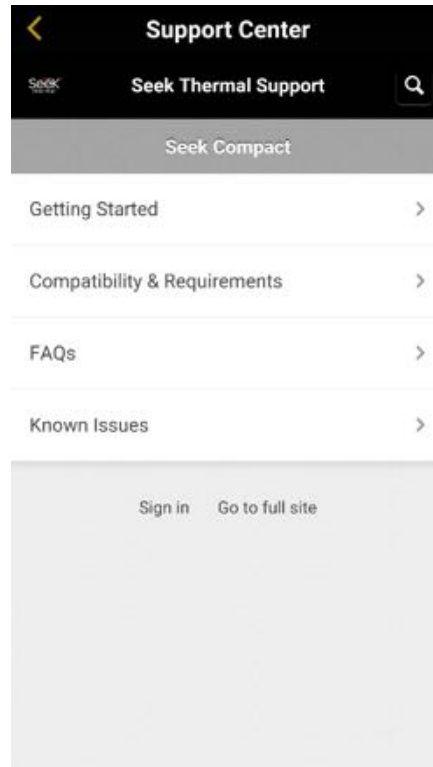 Support Center
Seek
Seek Thermal Support
Seek Compact
Getting Started
Compatibility & Requirements
FAQs
Known Issues
Sign in Go to full site